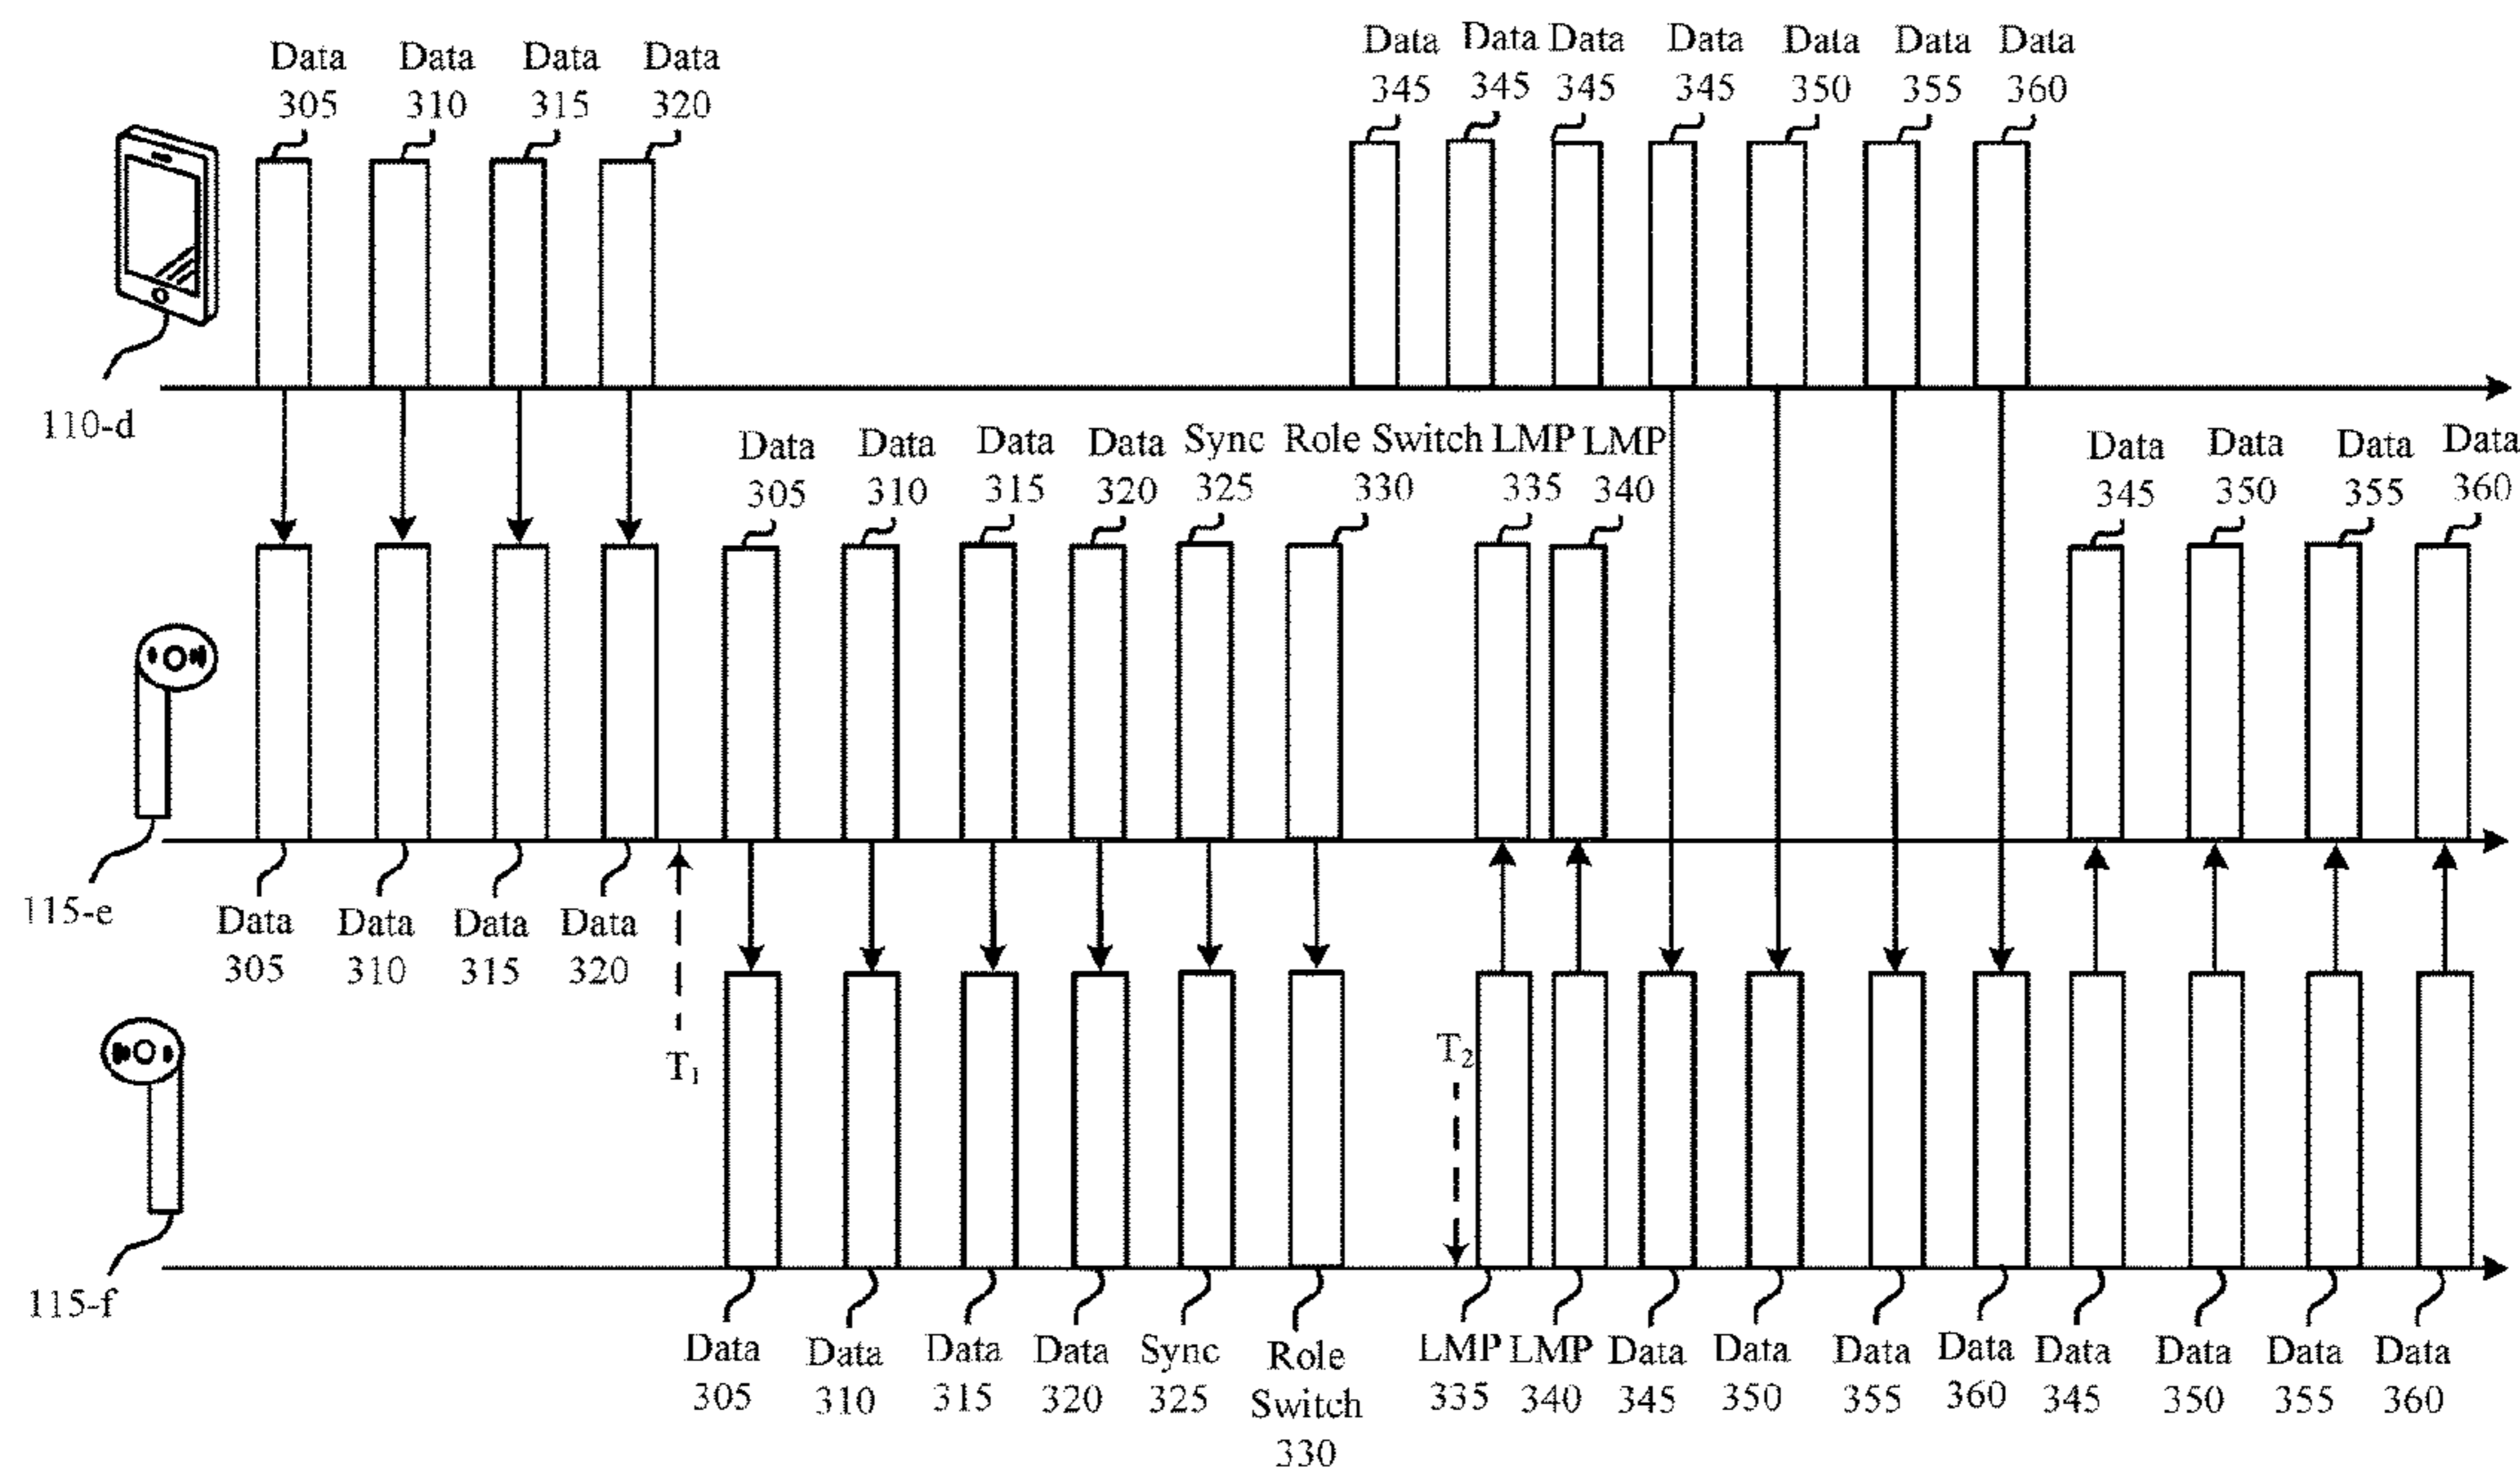 Data Data Data Data Data Data Data Data Data Data Data
305 310 315 320 345 345 345 345 350 355 360
110-d
Data Data Data Data Sync Role Switch LMP LMP Data Data Data Data
305 310 315 320 325 330 335 340 345 350 355 360
115-e
Data Data Data Data
305 310 315 320
T1
T2
115-f
Data Data Data Data Sync Role LMP LMP Data Data Data Data Data Data Data Data
305 310 315 320 325 Switch 335 340 345 350 355 360 345 350 355 360
330